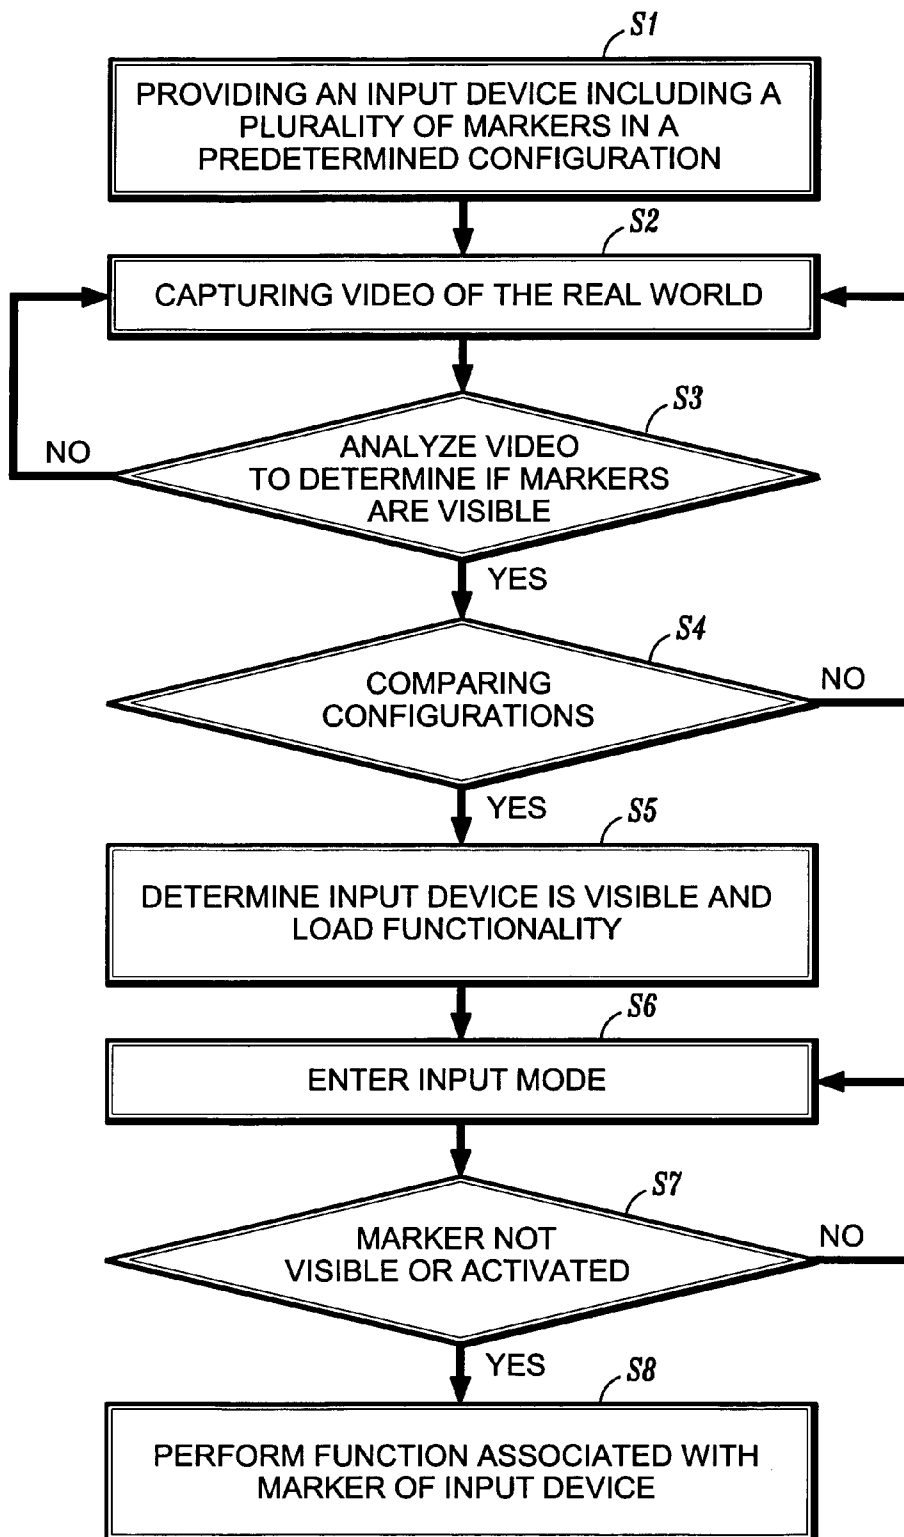 S1
PROVIDING AN INPUT DEVICE INCLUDING A
PLURALITY OF MARKERS IN A
PREDETERMINED CONFIGURATION
S2
CAPTURING VIDEO OF THE REAL WORLD
S3
NO
ANALYZE VIDEO
TO DETERMINE IF MARKERS
ARE VISIBLE
YES
S4
COMPARING
CONFIGURATIONS
NO
YES
S5
DETERMINE INPUT DEVICE IS VISIBLE AND
LOAD FUNCTIONALITY
S6
ENTER INPUT MODE
S7
MARKER NOT
VISIBLE OR ACTIVATED
NO
YES
S8
PERFORM FUNCTION ASSOCIATED WITH
MARKER OF INPUT DEVICE